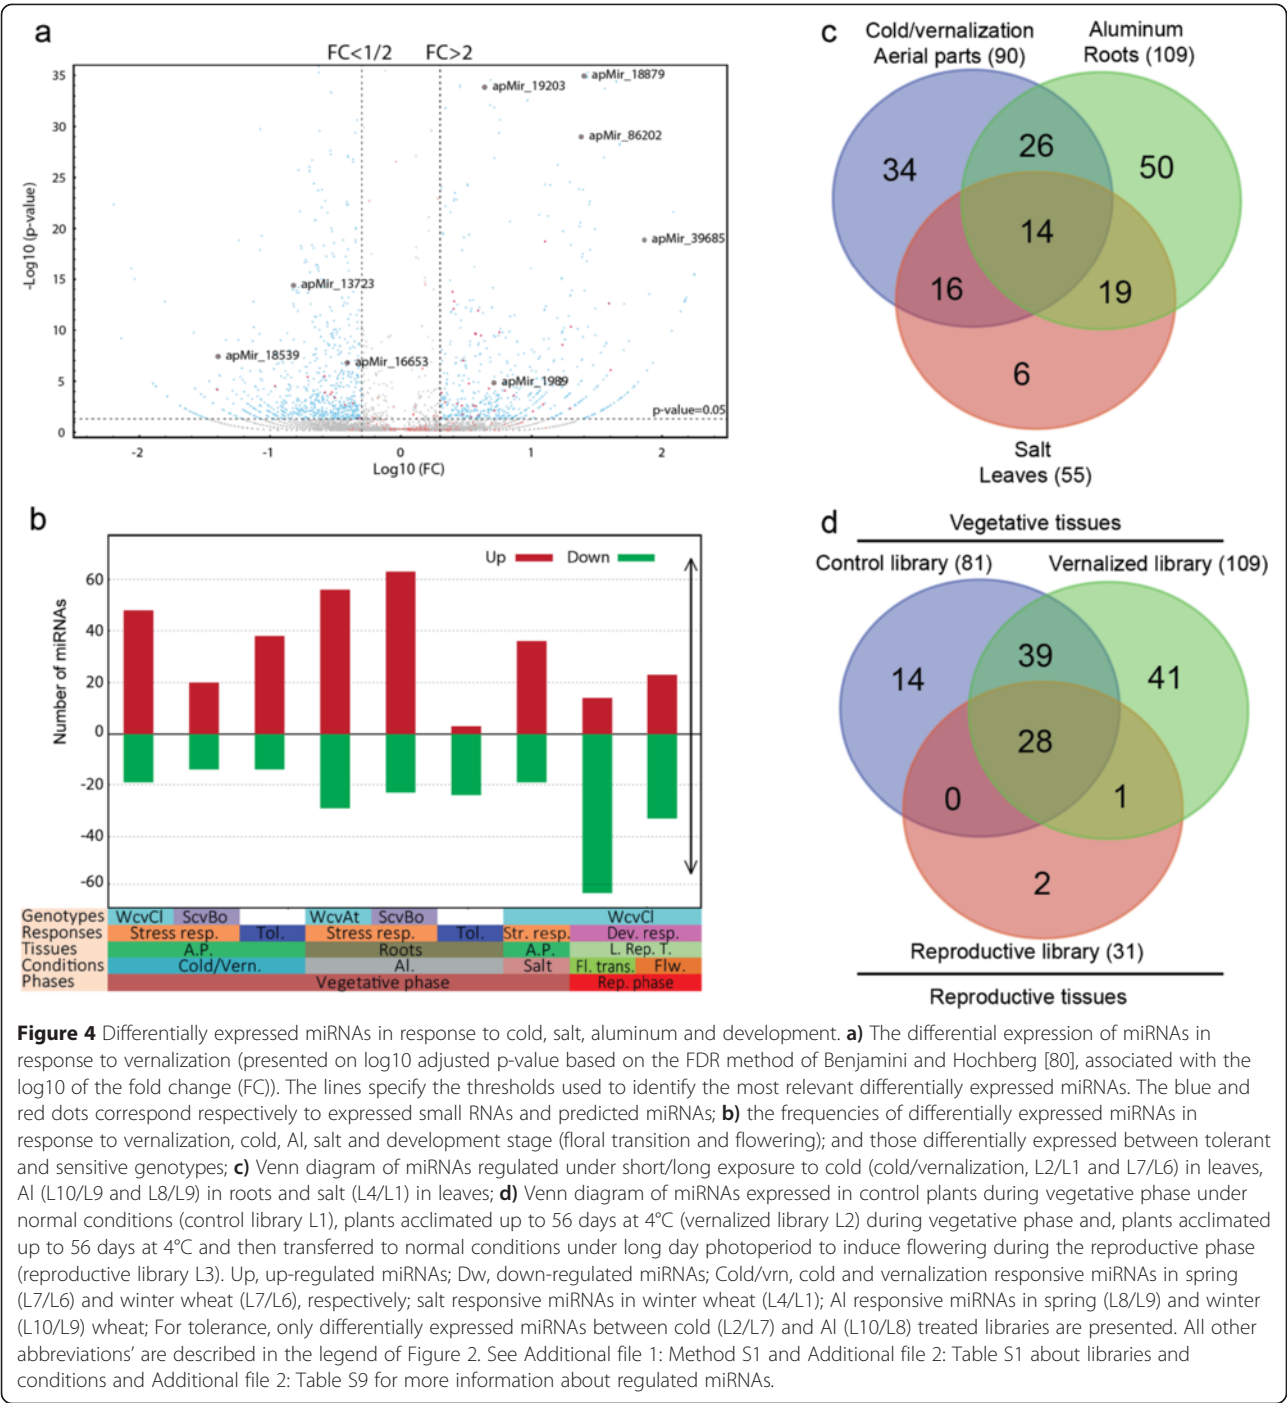 a
FC<1/2
FC>2
35
30
25
20
15
10
5
0
-Log10 (p-value)
apMir_18879
apMir_19203
apMir_86202
apMir_39685
apMir_13723
apMir_18539
apMir_16653
apMir_1989
p-value=0.05
-2
-1
0
1
2
Log10 (FC)
b
Up
Down
60
40
20
0
-20
-40
-60
Number of miRNAs
Genotypes WcvCl ScvBo WcvAt ScvBo WcvCl
Responses Stress resp. Tol. Stress resp. Tol. Str. resp. Dev. resp.
Tissues A.P. Roots A.P. L. Rep. T.
Conditions Cold/Vern. Al. Salt Fl. trans. Flw.
Phases Vegetative phase Rep. phase
c
Cold/vernalization
Aerial parts (90)
Aluminum
Roots (109)
34
26
50
14
16
19
6
Salt
Leaves (55)
d
Vegetative tissues
Control library (81)
Vernalized library (109)
14
39
41
28
0
1
2
Reproductive library (31)
Reproductive tissues
Figure 4 Differentially expressed miRNAs in response to cold, salt, aluminum and development. a) The differential expression of miRNAs in
response to vernalization (presented on log10 adjusted p-value based on the FDR method of Benjamini and Hochberg [80], associated with the
log10 of the fold change (FC)). The lines specify the thresholds used to identify the most relevant differentially expressed miRNAs. The blue and
red dots correspond respectively to expressed small RNAs and predicted miRNAs; b) the frequencies of differentially expressed miRNAs in
response to vernalization, cold, Al, salt and development stage (floral transition and flowering); and those differentially expressed between tolerant
and sensitive genotypes; c) Venn diagram of miRNAs regulated under short/long exposure to cold (cold/vernalization, L2/L1 and L7/L6) in leaves,
Al (L10/L9 and L8/L9) in roots and salt (L4/L1) in leaves; d) Venn diagram of miRNAs expressed in control plants during vegetative phase under
normal conditions (control library L1), plants acclimated up to 56 days at 4°C (vernalized library L2) during vegetative phase and, plants acclimated
up to 56 days at 4°C and then transferred to normal conditions under long day photoperiod to induce flowering during the reproductive phase
(reproductive library L3). Up, up-regulated miRNAs; Dw, down-regulated miRNAs; Cold/vrn, cold and vernalization responsive miRNAs in spring
(L7/L6) and winter wheat (L7/L6), respectively; salt responsive miRNAs in winter wheat (L4/L1); Al responsive miRNAs in spring (L8/L9) and winter
(L10/L9) wheat; For tolerance, only differentially expressed miRNAs between cold (L2/L7) and Al (L10/L8) treated libraries are presented. All other
abbreviations' are described in the legend of Figure 2. See Additional file 1: Method S1 and Additional file 2: Table S1 about libraries and
conditions and Additional file 2: Table S9 for more information about regulated miRNAs.